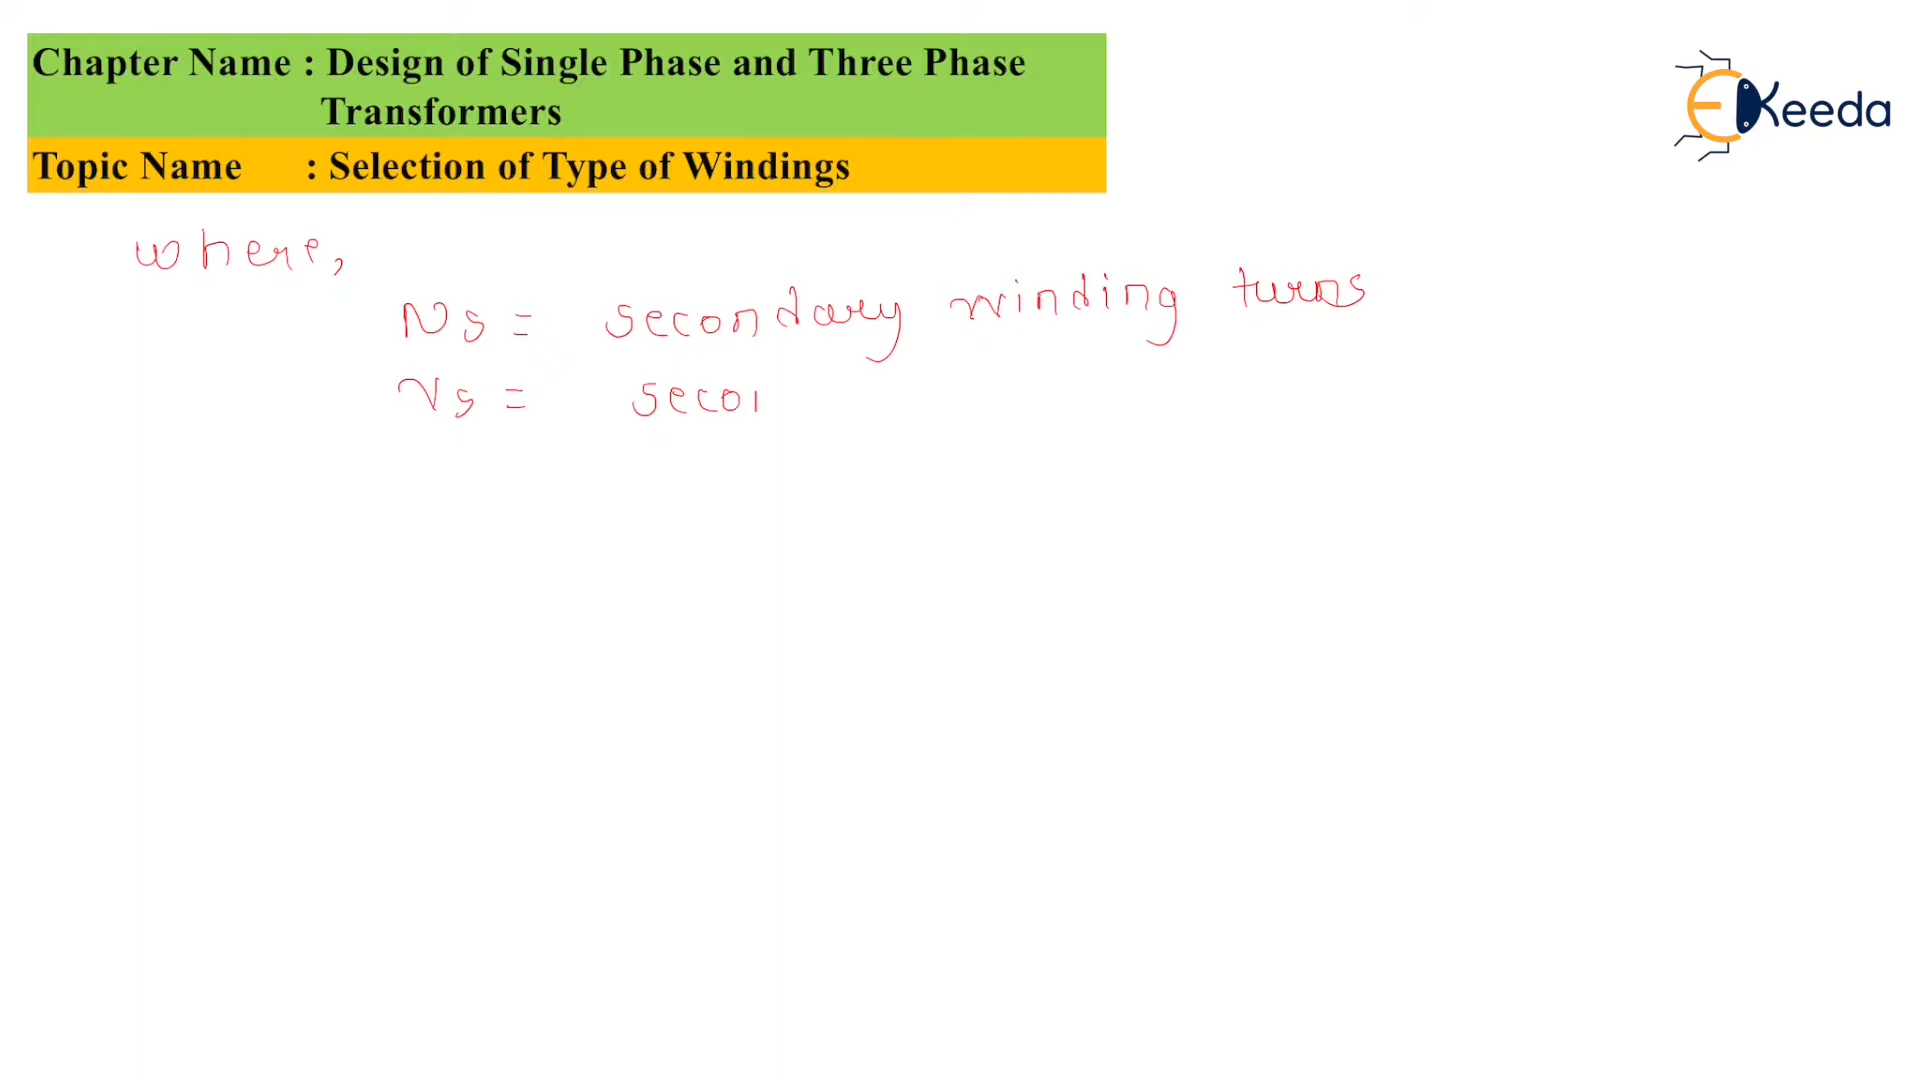 Chapter Name : Design of Single Phase and Three Phase
Transformers
Topic Name : Selection of Type of Windings
EKeeda
where,
Ns = secondary winding turns
Vs = secon